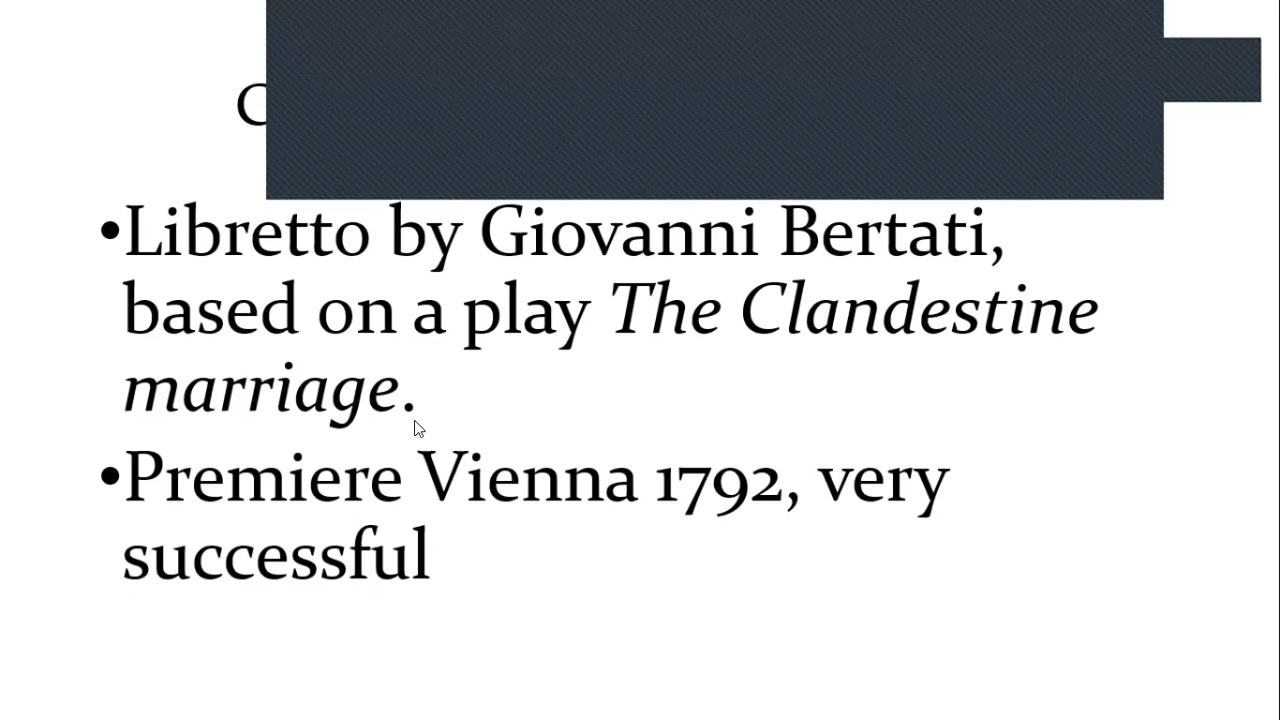 C
•Libretto by Giovanni Bertati,
based on a play The Clandestine
marriage.
•Premiere Vienna 1792, very
successful